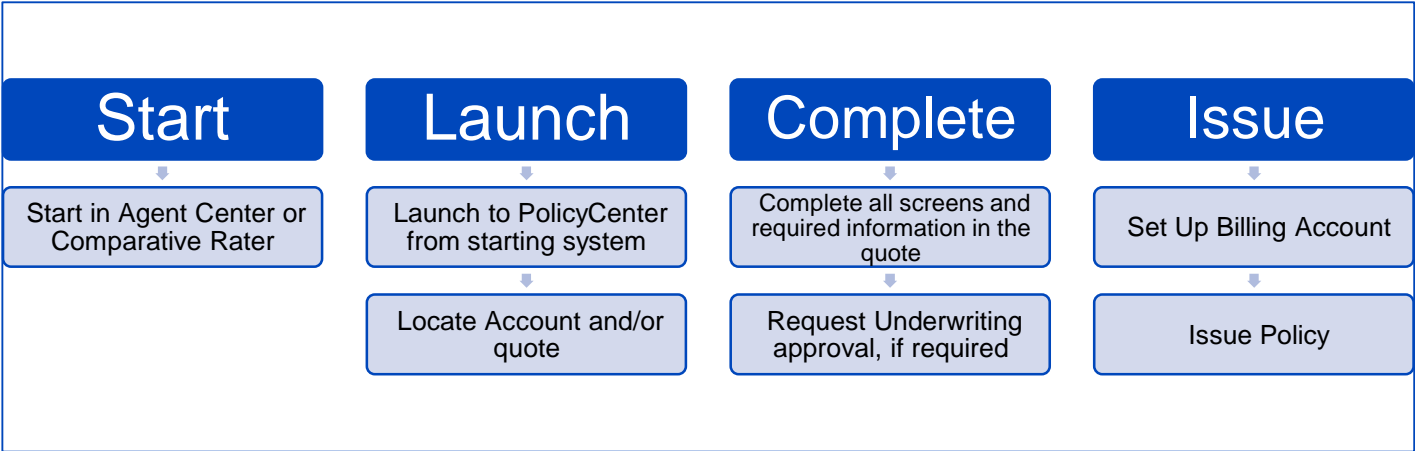 Start
Start in Agent Center or
Comparative Rater
Launch
Launch to PolicyCenter
from starting system
Locate Account and/or
quote
Complete
Complete all screens and
required information in the
quote
Request Underwriting
approval, if required
Issue
Set Up Billing Account
Issue Policy